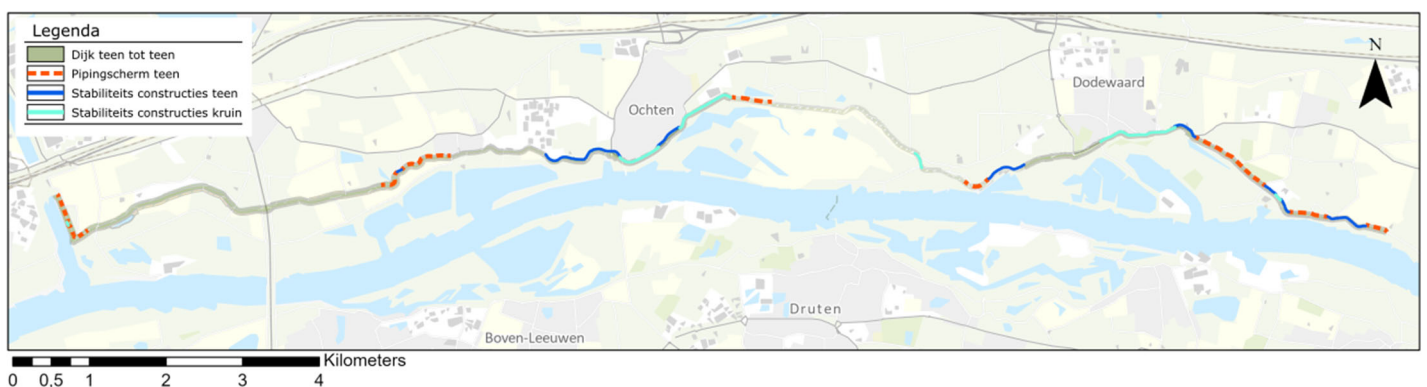 Legenda
Dijk teen tot teen
Pipingscherm teen
Stabiliteits constructies teen
Stabiliteits constructies kruin
N
Dodewaard
Ochten
Druten
Boven-Leeuwen
Kilometers
0 0.5 1 2 3 4